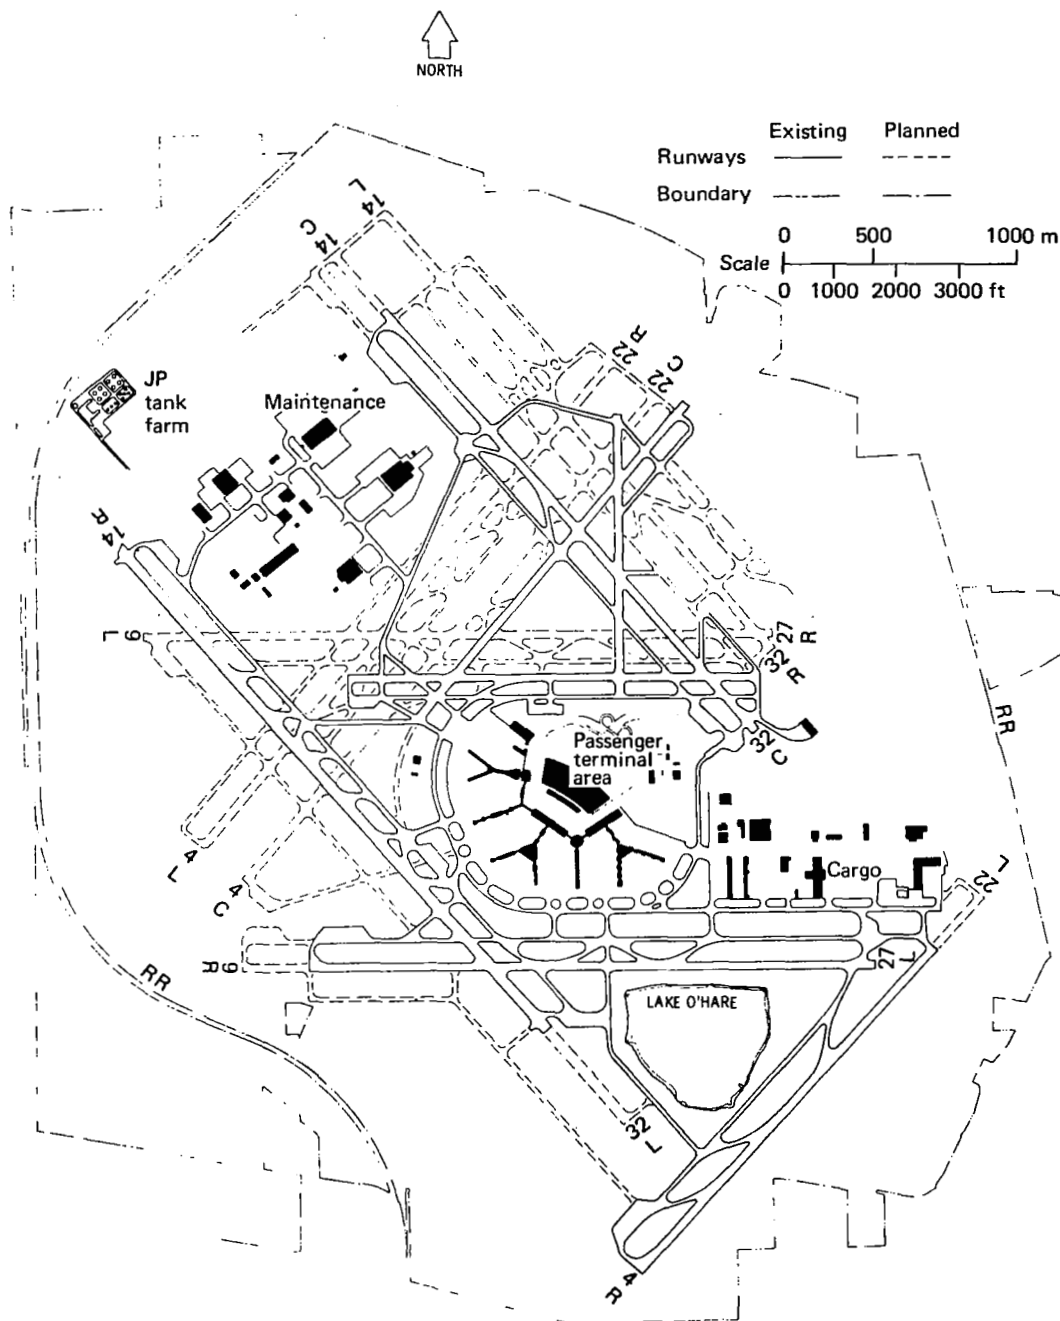 NORTH
Existing Planned
Runways
Boundary
0 500 1000 m
Scale
0 1000 2000 3000 ft
14 L
14 C
22 R
22 C
JP
tank
farm
Maintenance
14 R
9 L
27 R
32 R
32 C
RR
Passenger
terminal
area
4 L
4 C
Cargo
22 L
9 R
27 L
RR
LAKE O'HARE
32 L
4 R